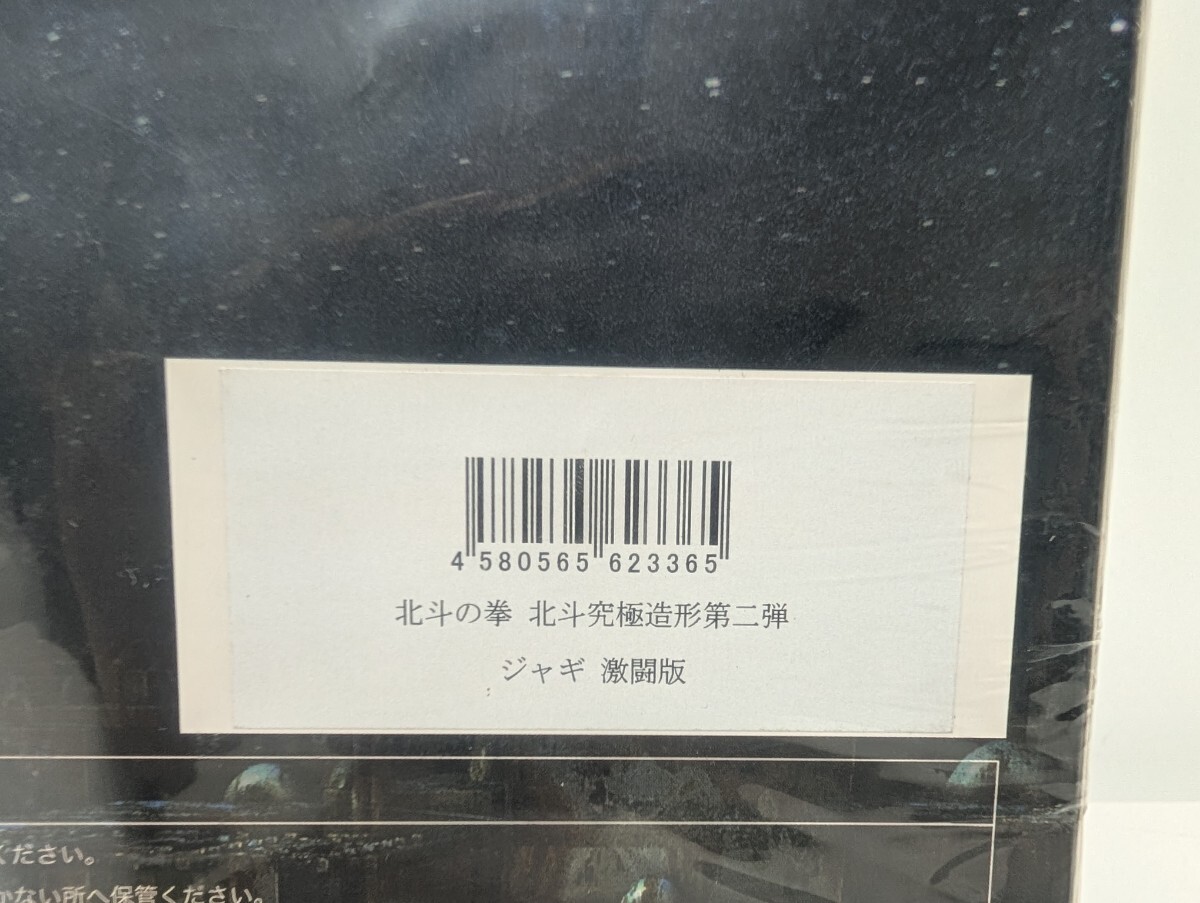 4 580565 623365
北斗の拳 北斗究極造形第二弾
ジャギ 激闘版
ください。
かない所へ保管ください。